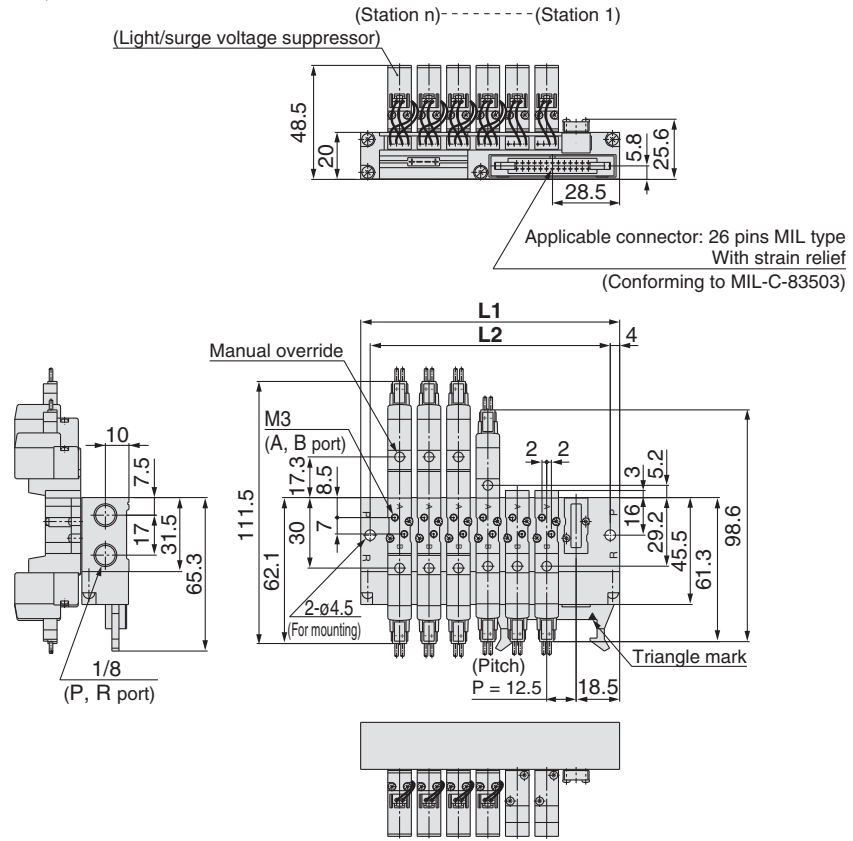 (Station n)--------(Station 1)
(Light/surge voltage suppressor)
48.5
20
5.8
25.6
28.5
Applicable connector: 26 pins MIL type
With strain relief
(Conforming to MIL-C-83503)
L1
L2
4
Manual override
M3
(A, B port)
10
7.5
17
31.5
65.3
1/8
(P, R port)
111.5
62.1
17.3
8.5
30
7
2-ø4.5
(For mounting)
2
2
3
5.2
16
29.2
45.5
61.3
98.6
P
R
A
A
A
A
A
A
B
B
B
B
B
B
P
R
Triangle mark
(Pitch)
P = 12.5
18.5